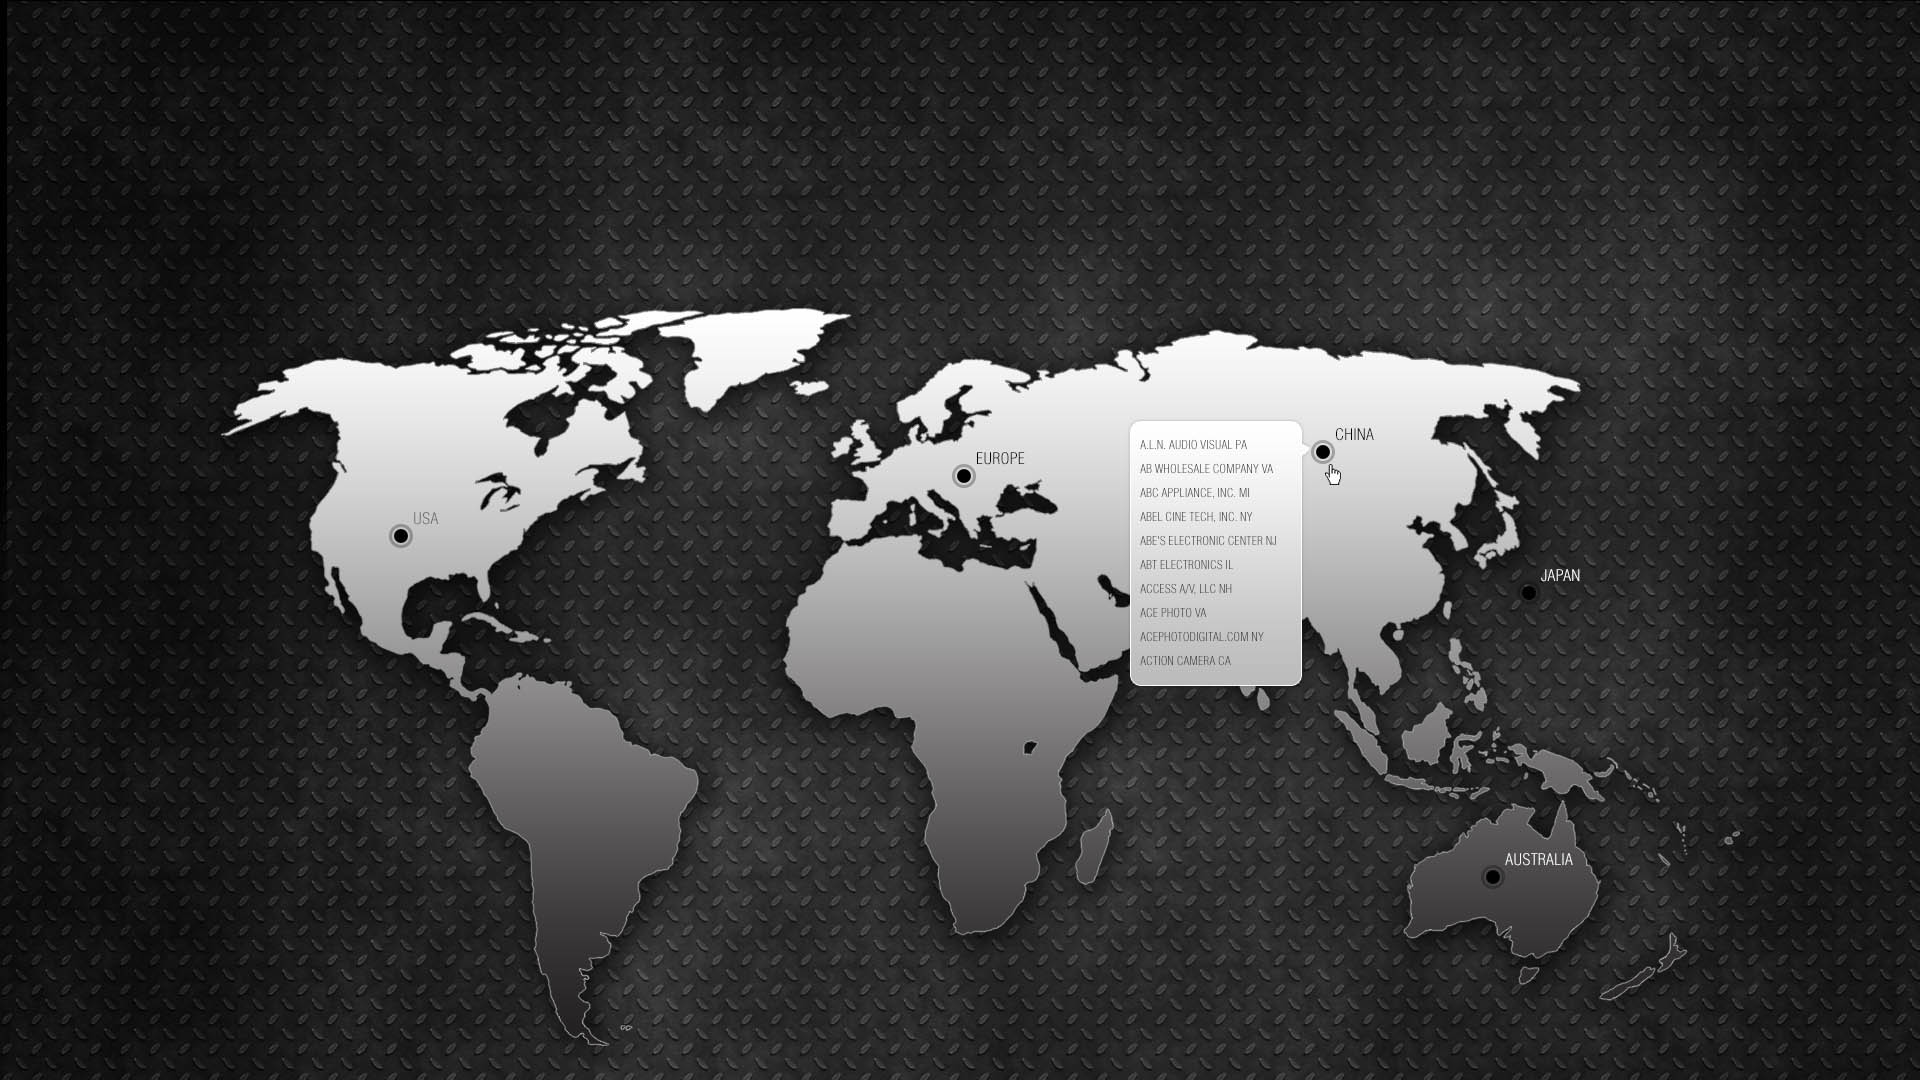 CHINA
A.L.N. AUDIO VISUAL PA
EUROPE
AB WHOLESALE COMPANY VA
ABC APPLIANCE, INC. MI
USA
ABEL CINE TECH, INC. NY
ABE'S ELECTRONIC CENTER NJ
ABT ELECTRONICS IL
JAPAN
ACCESS A/V, LLC NH
ACE PHOTO VA
ACEPHOTODIGITAL.COM NY
ACTION CAMERA CA
AUSTRALIA